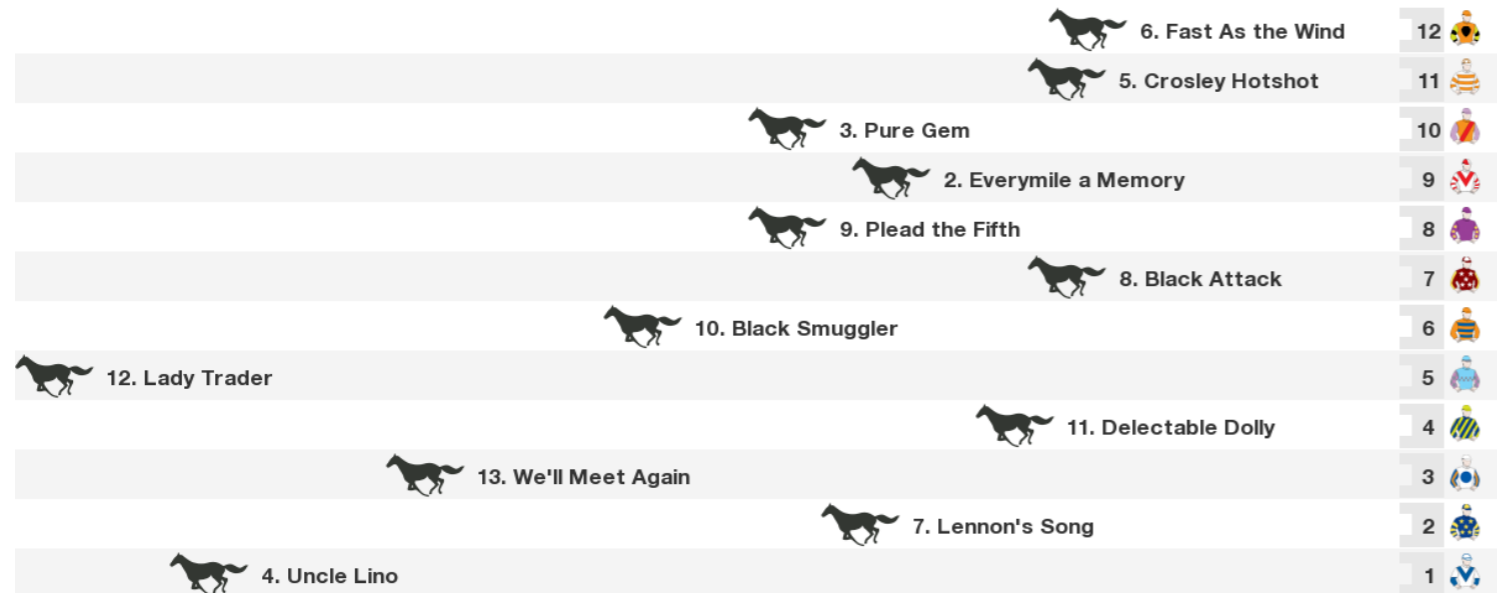 6. Fast As the Wind 12
5. Crosley Hotshot 11
3. Pure Gem 10
2. Everymile a Memory 9
9. Plead the Fifth 8
8. Black Attack 7
10. Black Smuggler 6
12. Lady Trader 5
11. Delectable Dolly 4
13. We'll Meet Again 3
7. Lennon's Song 2
4. Uncle Lino 1